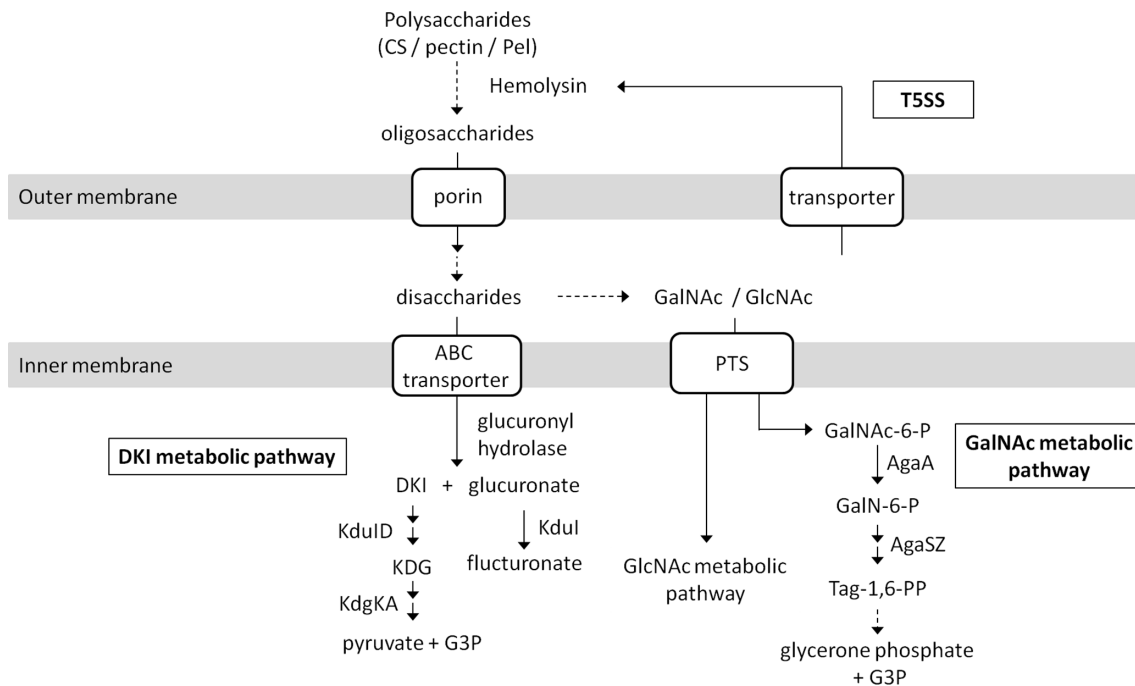 Polysaccharides
(CS / pectin / Pel)
Hemolysin
T5SS
oligosaccharides
Outer membrane
porin
transporter
disaccharides
GalNAc / GlcNAc
Inner membrane
ABC
transporter
PTS
glucuronyl
hydrolase
DKI metabolic pathway
GalNAc-6-P
AgaA
GalNAc metabolic
pathway
DKI + glucuronate
GalN-6-P
KduID
KduI
AgaSZ
KDG
flucturonate
GlcNAc metabolic
pathway
Tag-1,6-PP
KdgKA
pyruvate + G3P
glycerone phosphate
+ G3P